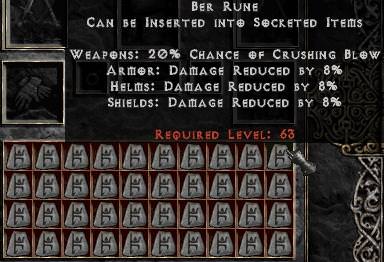 Ber Rune
Can be Inserted into Socketed Items
Weapons: 20% Chance of Crushing Blow
Armor: Damage Reduced by 8%
Helms: Damage Reduced by 8%
Shields: Damage Reduced by 8%
Required Level: 63